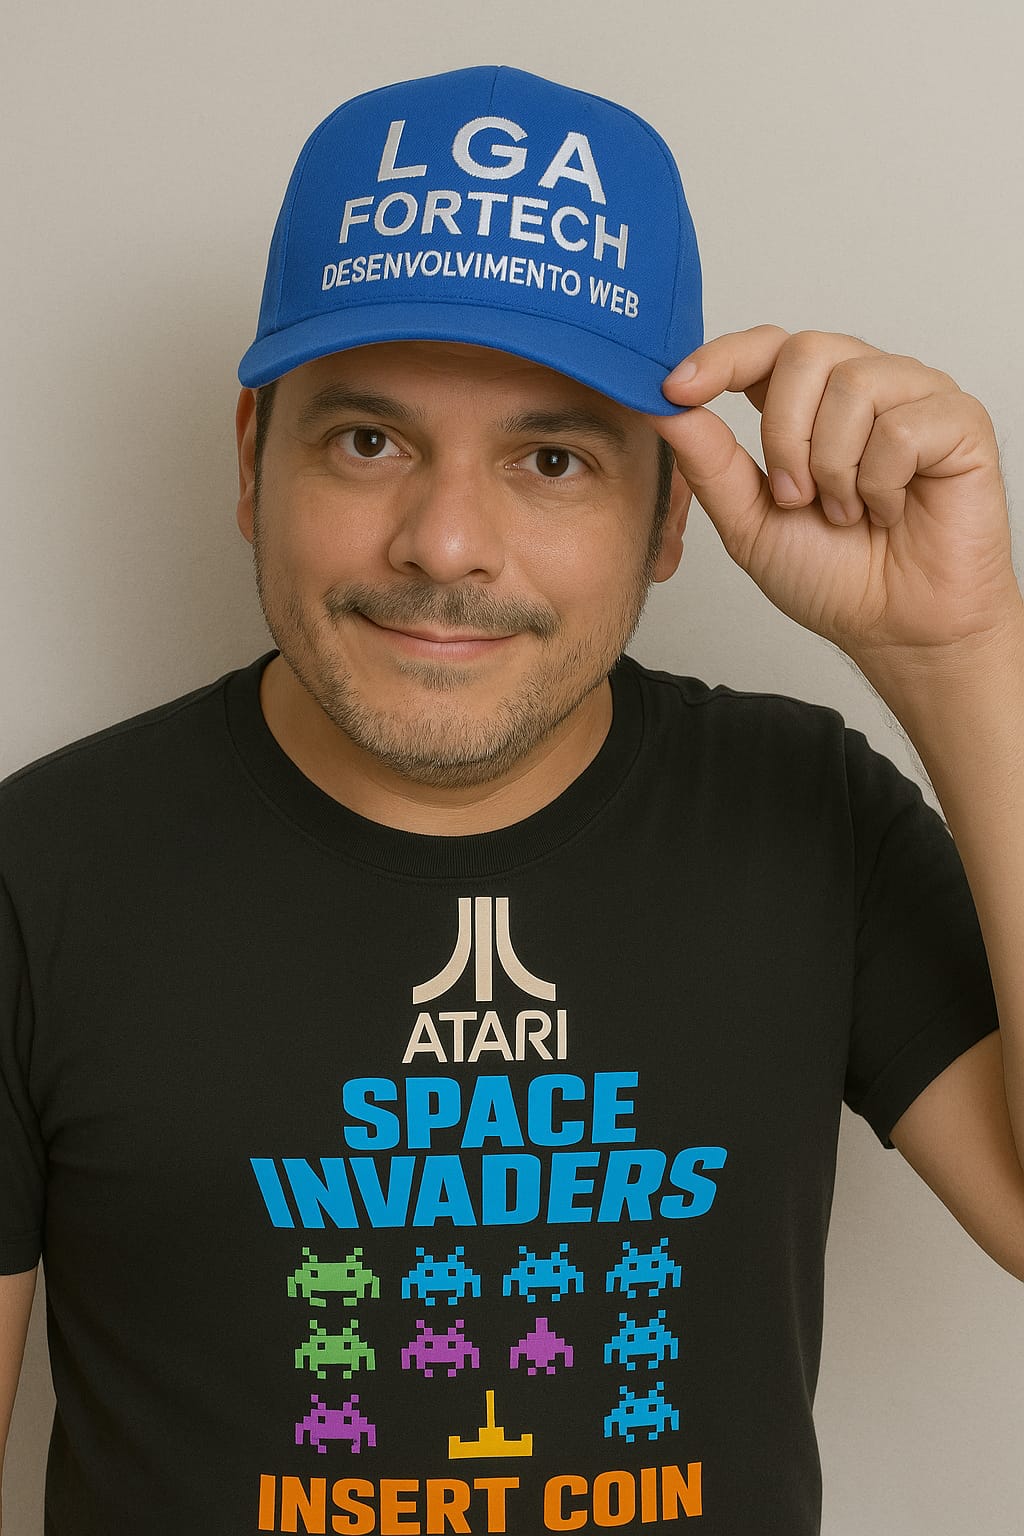 LGA
FORTECH
DESENVOLVIMENTO WEB
ATARI
SPACE
INVADERS
INSERT COIN